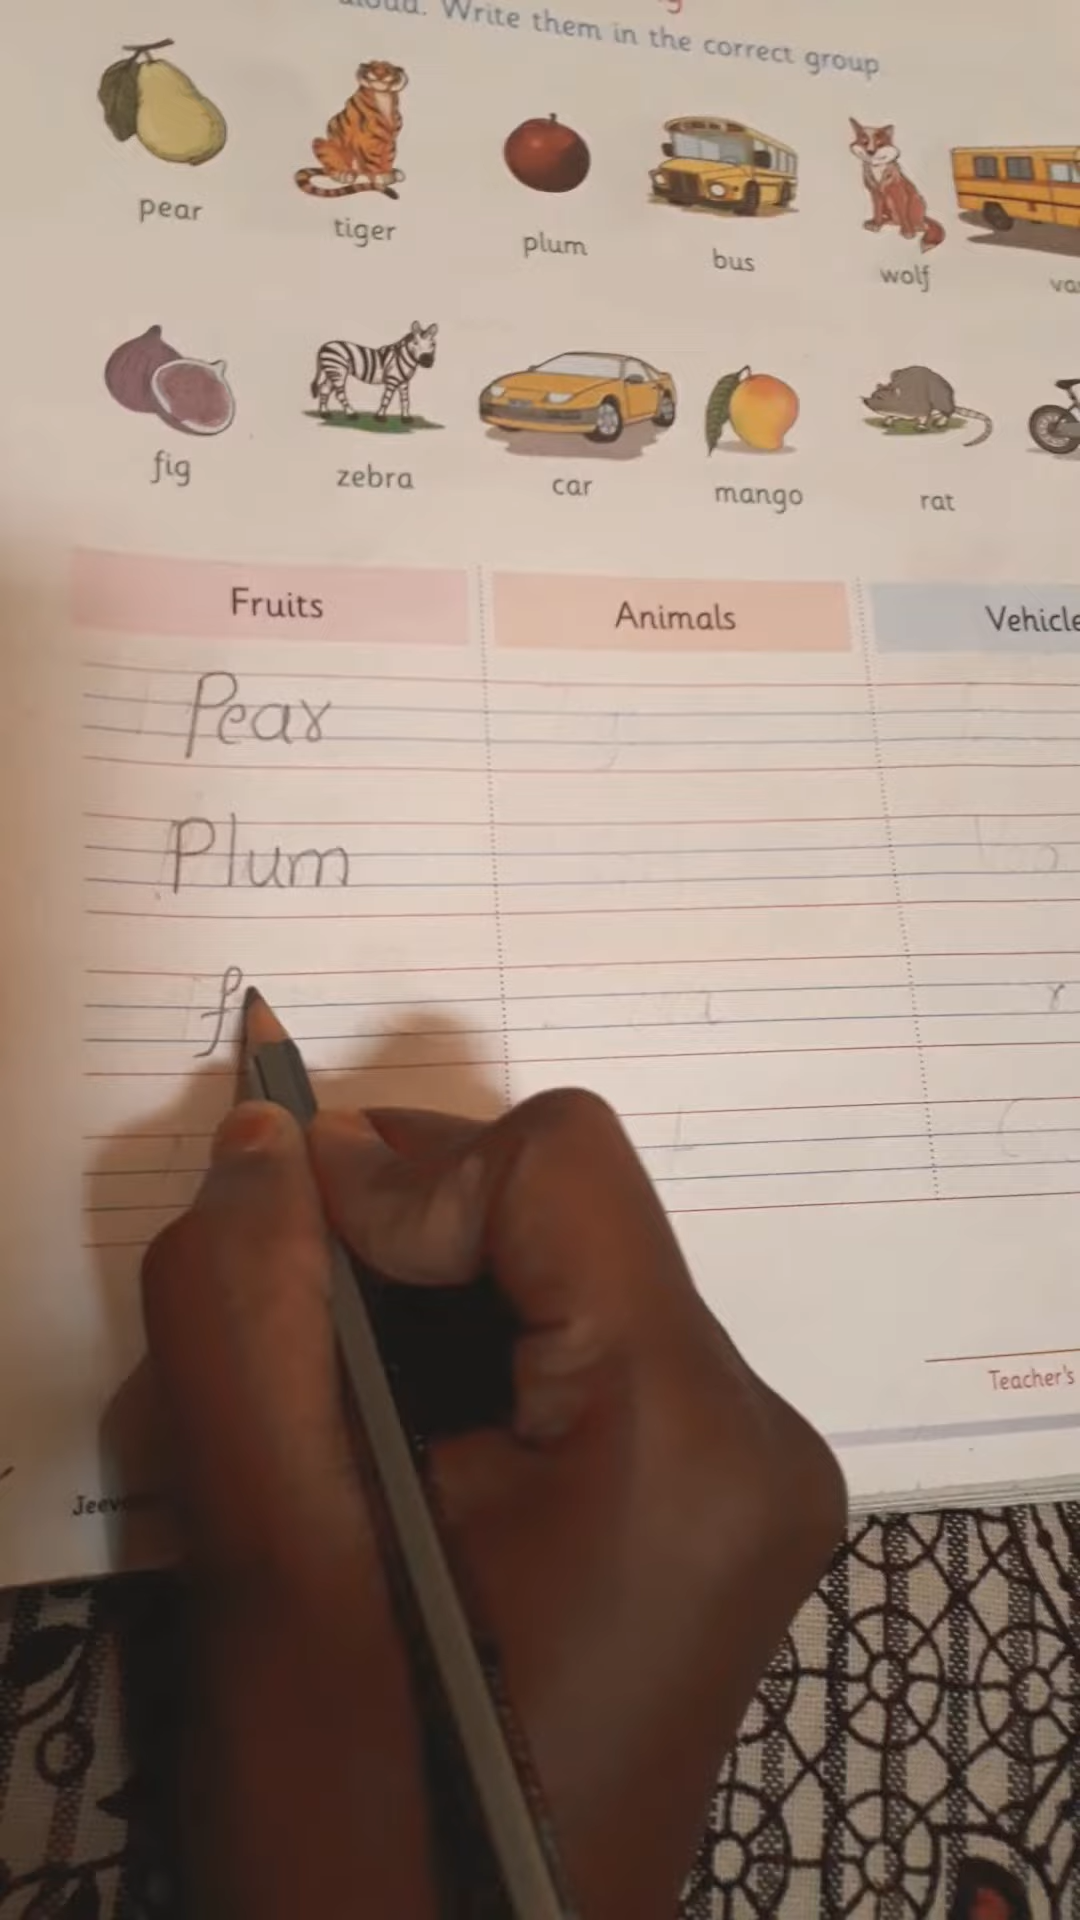 Write them in the correct group
pear tiger plum bus wolf
fig zebra car mango rat
Fruits Animals
Pear
Plum
f
Teacher's